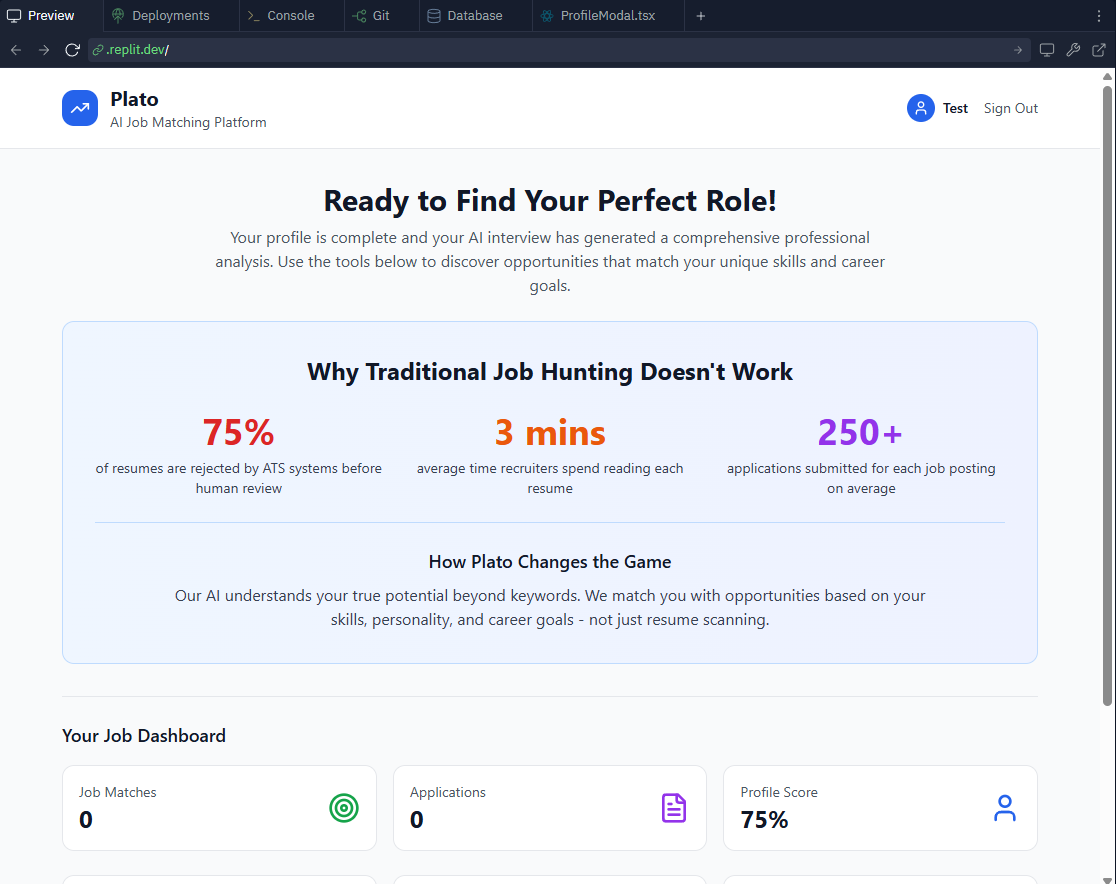 Preview
Deployments
Console
Git
Database
ProfileModal.tsx
.replit.dev/
Plato
AI Job Matching Platform
Test
Sign Out
Ready to Find Your Perfect Role!
Your profile is complete and your AI interview has generated a comprehensive professional
analysis. Use the tools below to discover opportunities that match your unique skills and career
goals.
Why Traditional Job Hunting Doesn't Work
75%
of resumes are rejected by ATS systems before
human review
3 mins
average time recruiters spend reading each
resume
250+
applications submitted for each job posting
on average
How Plato Changes the Game
Our AI understands your true potential beyond keywords. We match you with opportunities based on your
skills, personality, and career goals - not just resume scanning.
Your Job Dashboard
Job Matches
0
Applications
0
Profile Score
75%